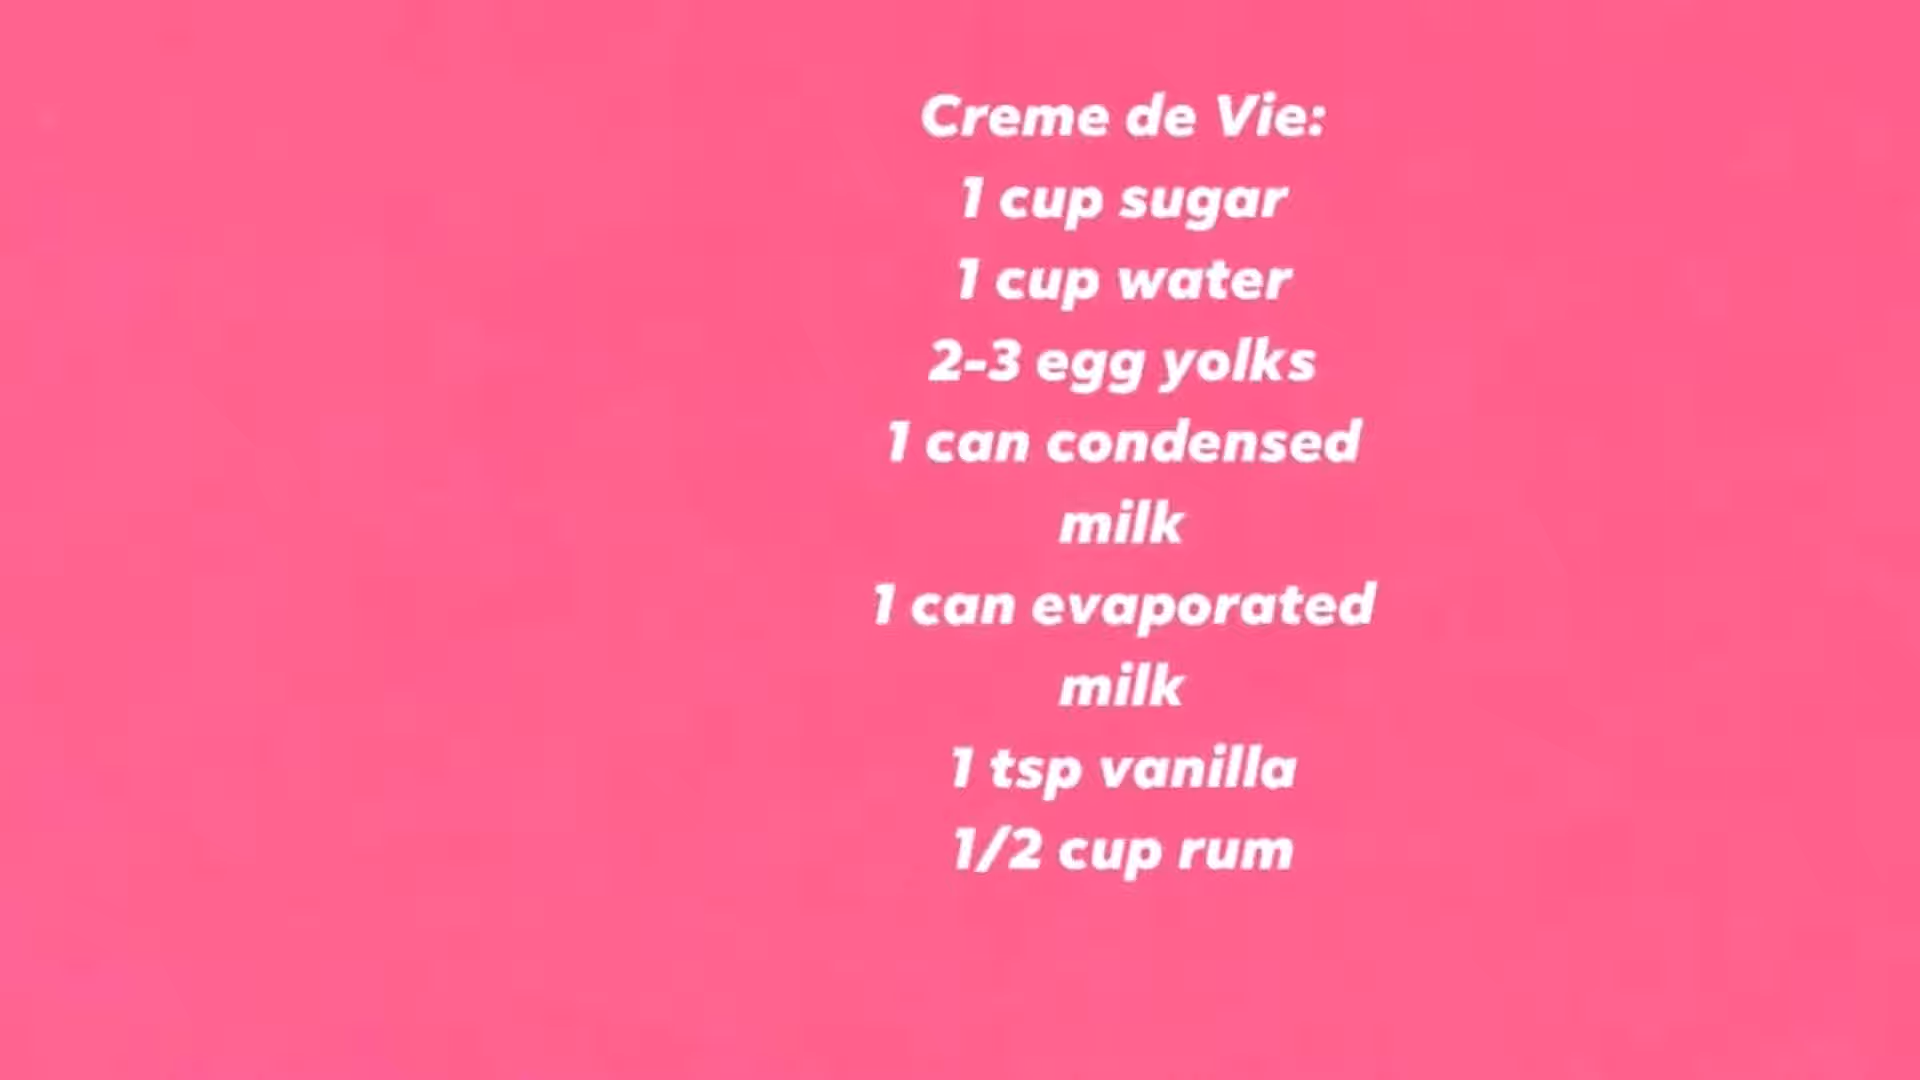 Creme de Vie:
1 cup sugar
1 cup water
2-3 egg yolks
1 can condensed
milk
1 can evaporated
milk
1 tsp vanilla
1/2 cup rum